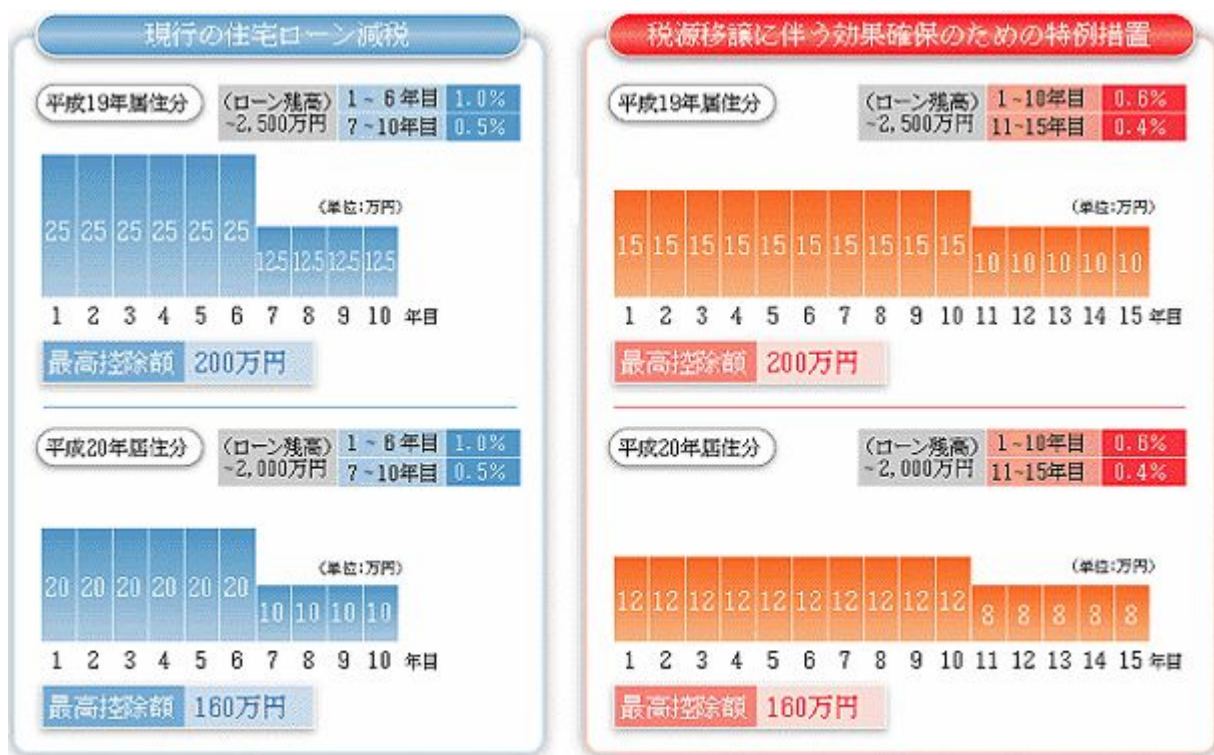 現行の住宅ローン減税
平成19年居住分
(ローン残高)
~2,500万円
1 ~ 6年目 1.0%
7 ~10年目 0.5%
(単位:万円)
25 25 25 25 25 25 12.5 12.5 12.5 12.5
1 2 3 4 5 6 7 8 9 10 年目
最高控除額 200万円
平成20年居住分
(ローン残高)
~2,000万円
1 ~ 6年目 1.0%
7 ~10年目 0.5%
(単位:万円)
20 20 20 20 20 20 10 10 10 10
1 2 3 4 5 6 7 8 9 10 年目
最高控除額 160万円
税源移譲に伴う効果確保のための特例措置
平成19年居住分
(ローン残高)
~2,500万円
1~10年目 0.6%
11~15年目 0.4%
(単位:万円)
15 15 15 15 15 15 15 15 15 15 10 10 10 10 10
1 2 3 4 5 6 7 8 9 10 11 12 13 14 15 年目
最高控除額 200万円
平成20年居住分
(ローン残高)
~2,000万円
1~10年目 0.6%
11~15年目 0.4%
(単位:万円)
12 12 12 12 12 12 12 12 12 12 8 8 8 8 8
1 2 3 4 5 6 7 8 9 10 11 12 13 14 15 年目
最高控除額 160万円